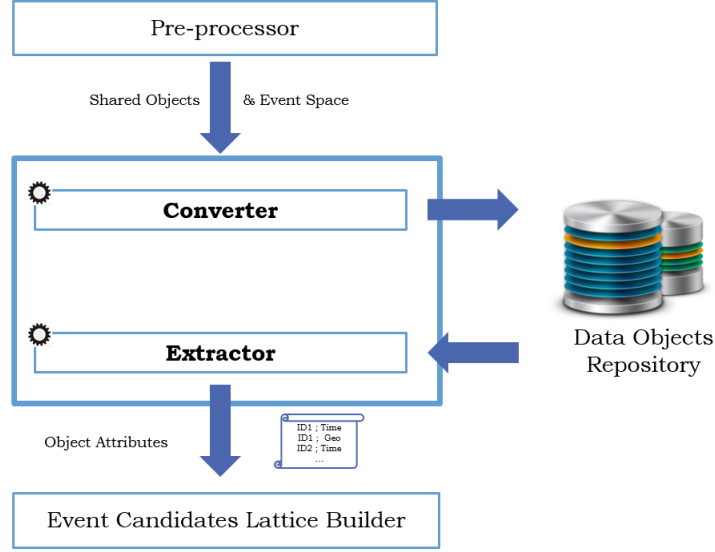 Pre-processor
Shared Objects & Event Space
Converter
Extractor
Data Objects
Repository
Object Attributes
ID1 ; Time
ID1 ; Geo
ID2 ; Time
...
Event Candidates Lattice Builder